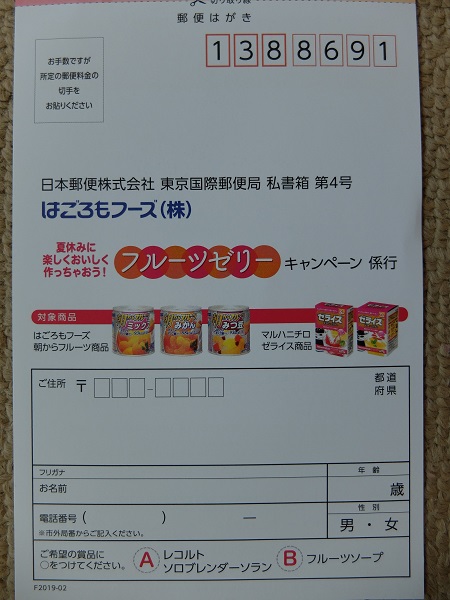 切り取り線
郵便はがき
1388691
お手数ですが
所定の郵便料金の
切手を
お貼りください
日本郵便株式会社 東京国際郵便局 私書箱 第4号
はごろもフーズ(株)
夏休みに
楽しくおいしく
作っちゃおう!
フルーツゼリー キャンペーン 係行
対象商品
はごろもフーズ
朝からフルーツ商品
ミックス
みかん
みつ豆
マルハニチロ
ゼライス商品
ゼライス
ご住所 〒 □□□-□□□□ 都道
府県
フリガナ
お名前
年齢
歳
電話番号 ( ) ー
※市外局番からご記入ください。
性別
男・女
ご希望の賞品に
○をつけてください。
A レコルト
ソロブレンダーソラン
B フルーツソープ
F2019-02